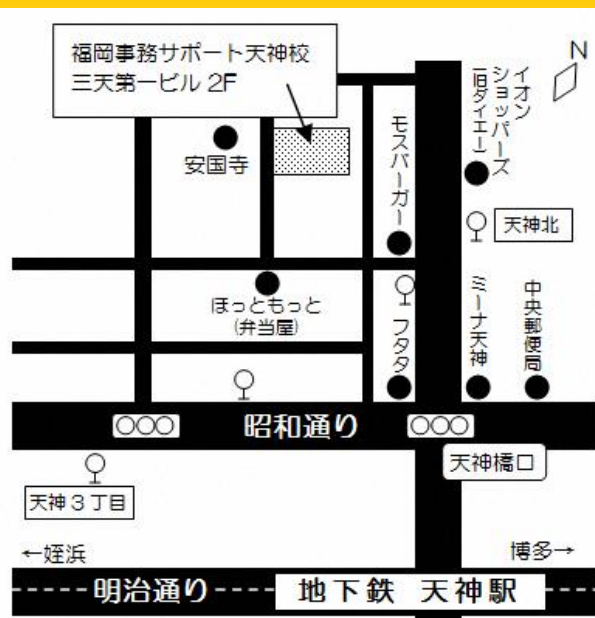 福岡事務サポート天神校
三天第一ビル 2F
N
イオン
ショッパーズ
(旧ダイエー)
モスバーガー
安国寺
天神北
ほっともっと
(弁当屋)
フタタ
ミーナ天神
中央郵便局
昭和通り
天神橋口
天神3丁目
←姪浜
博多→
明治通り
地下鉄 天神駅